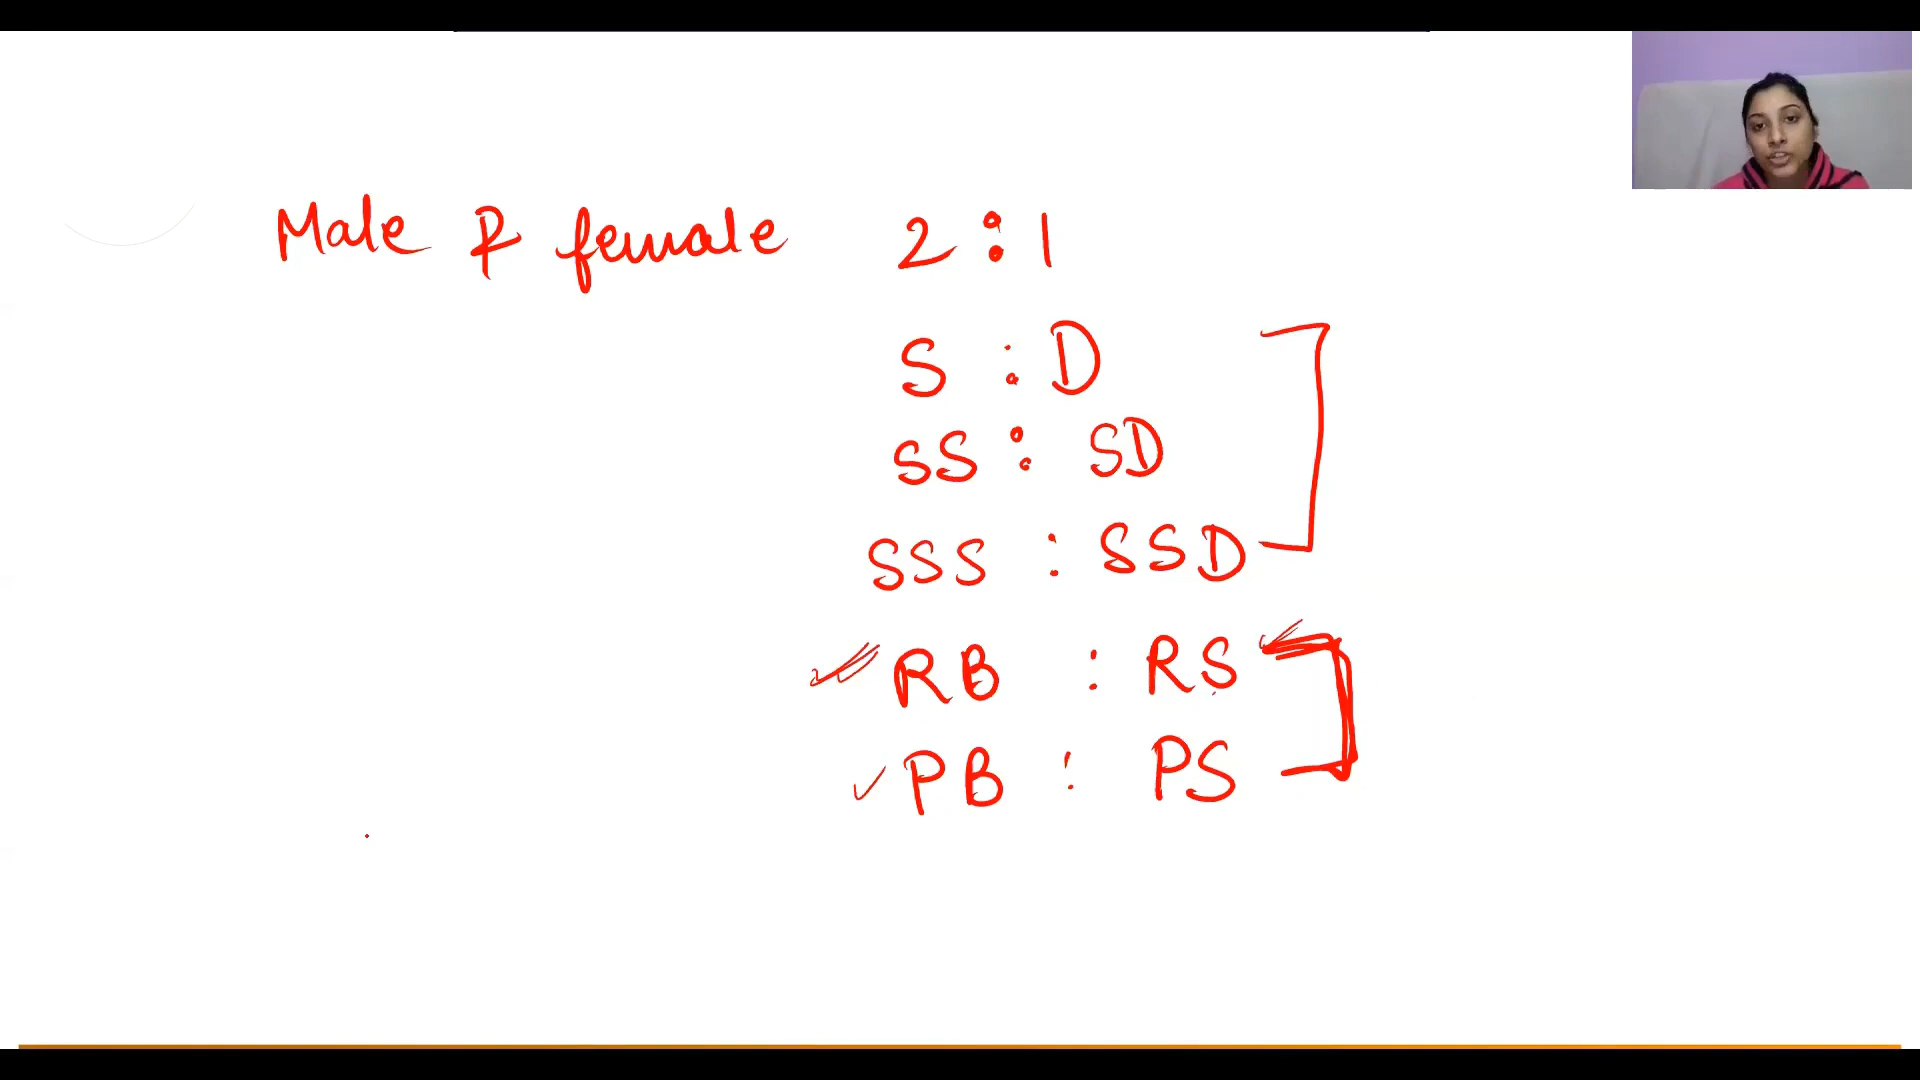 Male & female 2 : 1
S : D
SS : SD
SSS : SSD
RB : RS
PB : PS